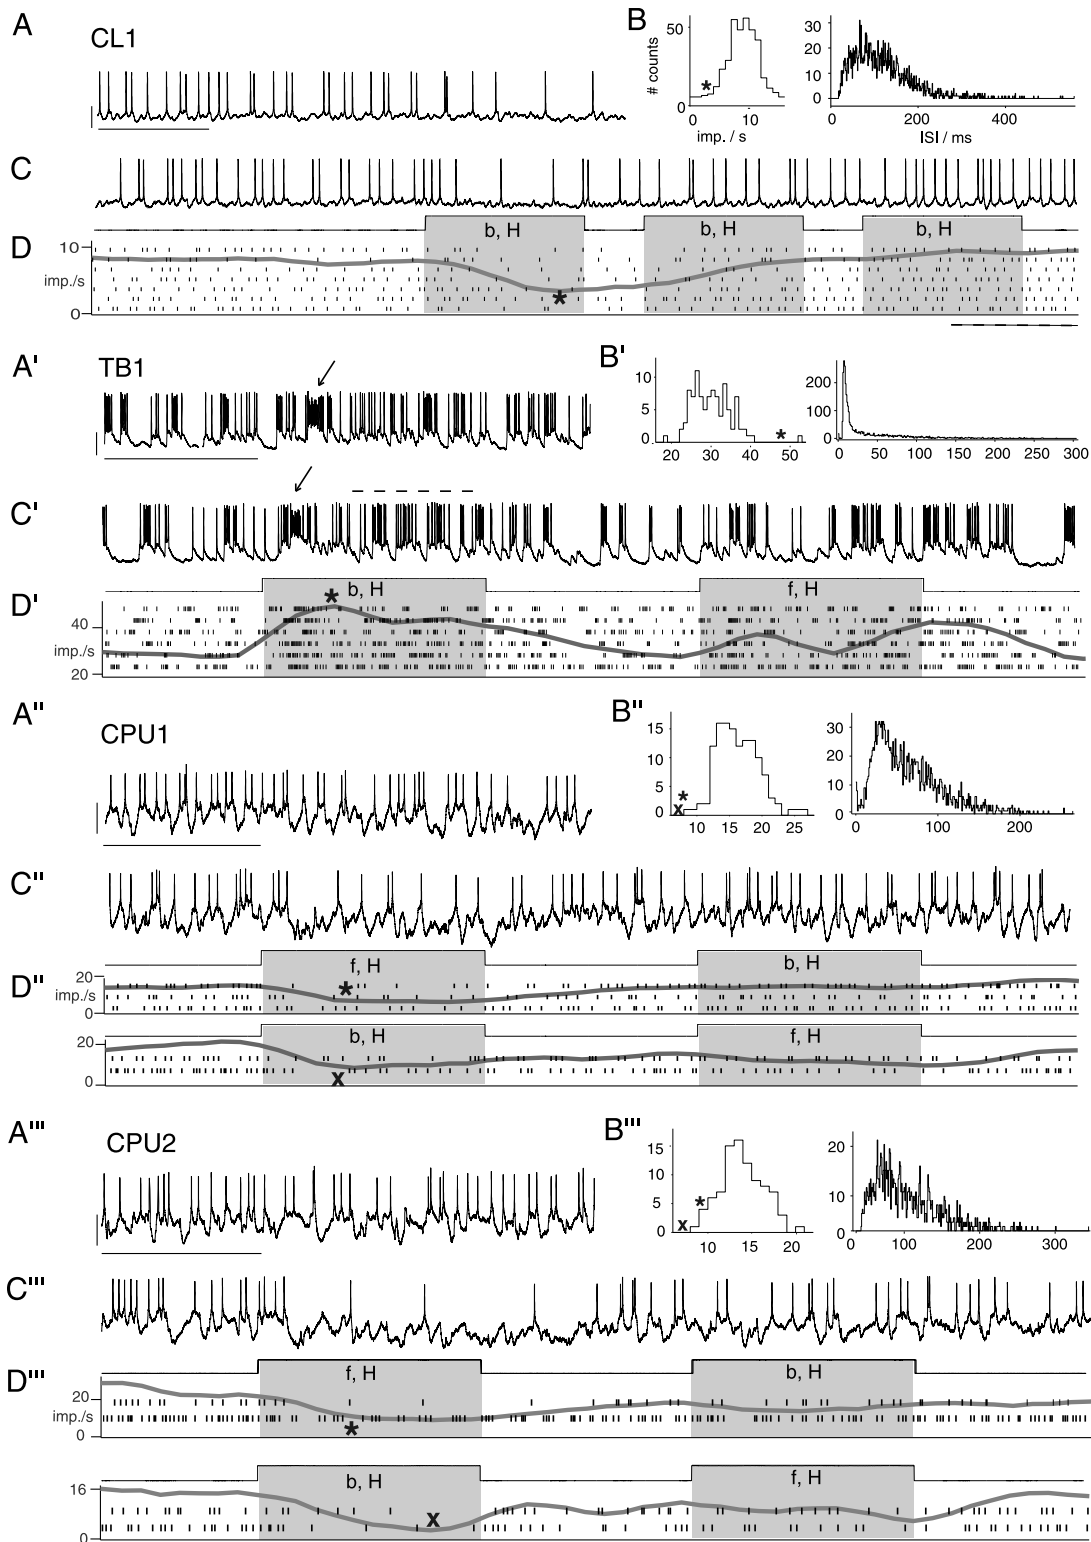 A
CL1
B
# counts
50
0
*
0 10
imp. / s
30
20
10
0
200 400
ISI / ms
C
b, H
b, H
b, H
D
10
imp./s
0
*
A'
TB1
B'
10
5
0
*
20 30 40 50
200
100
0
0 50 100 150 200 250 300
C'
b, H
f, H
D'
*
40
imp./s
20
A''
CPU1
B''
15
10
5
0
*
x
10 15 20 25
30
20
10
0
0 100 200
C''
f, H
b, H
D''
20
imp./s
0
*
b, H
f, H
20
0
x
A'''
CPU2
B'''
15
10
5
0
*
x
10 15 20
20
10
0
0 100 200 300
C'''
f, H
b, H
D'''
20
imp./s
0
*
b, H
f, H
16
0
x